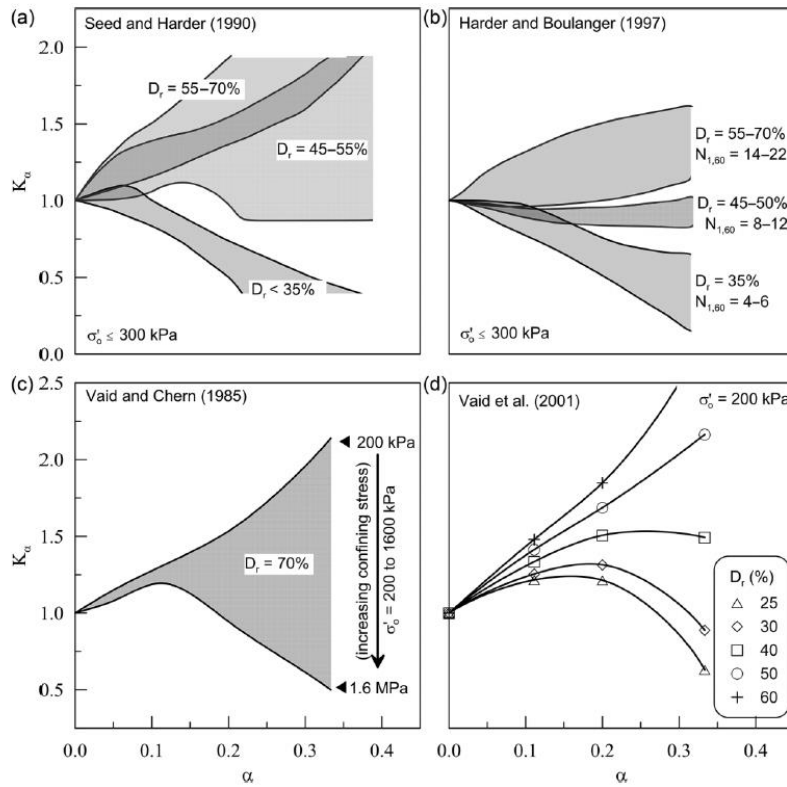 (a)
Seed and Harder (1990)
2.0
1.5
1.0
0.5
0.0
Kα
Dr = 55–70%
Dr = 45–55%
Dr < 35%
σ'o ≤ 300 kPa
(b)
Harder and Boulanger (1997)
Dr = 55–70%
N1,60 = 14–22
Dr = 45–50%
N1,60 = 8–12
Dr = 35%
N1,60 = 4–6
σ'o ≤ 300 kPa
(c)
Vaid and Chern (1985)
2.5
2.0
1.5
1.0
0.5
Kα
Dr = 70%
200 kPa
(increasing confining stress)
σ'o = 200 to 1600 kPa
1.6 MPa
0.0 0.1 0.2 0.3 0.4
α
(d)
Vaid et al. (2001)
σ'o = 200 kPa
Dr (%)
25
30
40
50
60
0.0 0.1 0.2 0.3 0.4
α